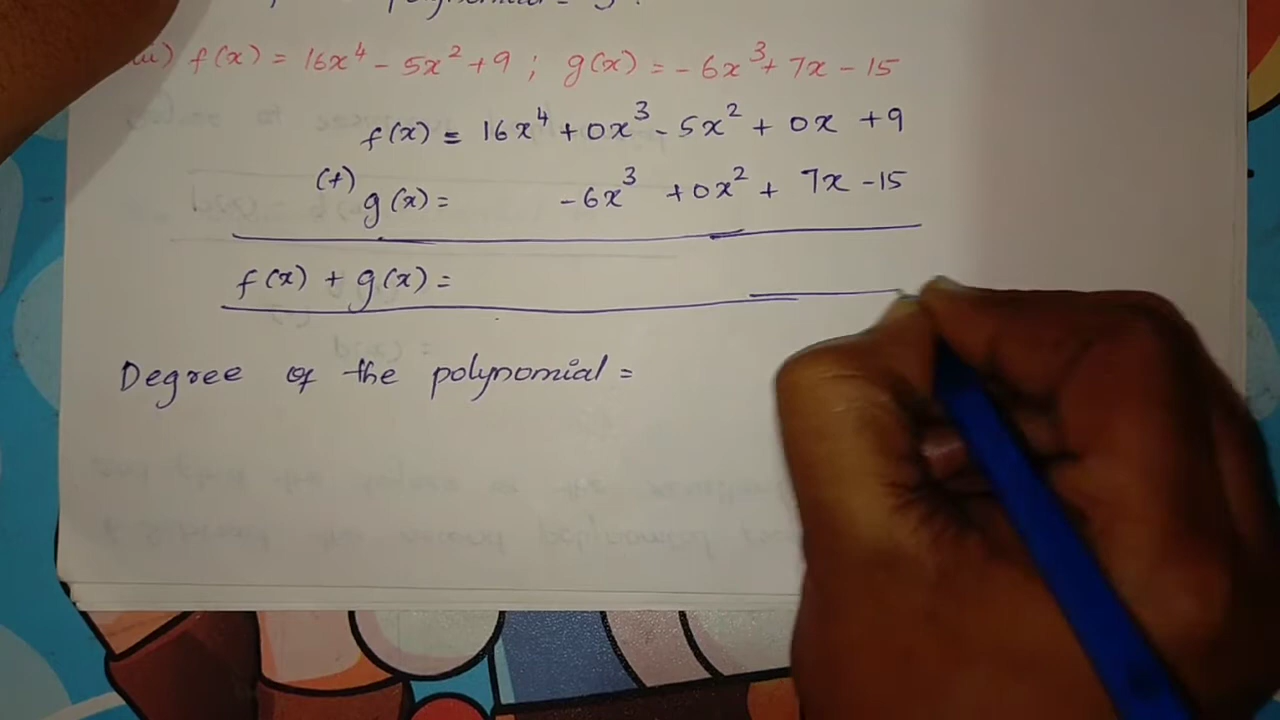 f(x) = 16x⁴ - 5x² + 9 ; g(x) = - 6x³ + 7x - 15
f(x) = 16x⁴ + 0x³ - 5x² + 0x + 9
(+) g(x) = - 6x³ + 0x² + 7x - 15
f(x) + g(x) =
Degree of the polynomial =